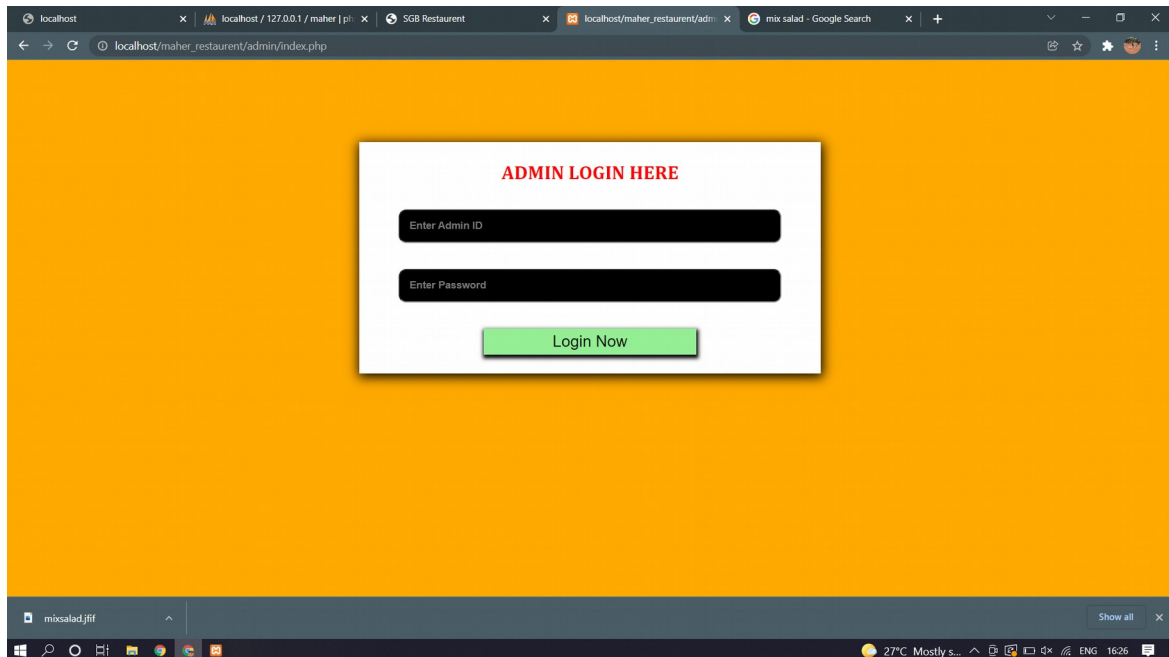 localhost
localhost / 127.0.0.1 / maher | ph
SGB Restaurent
localhost/maher_restaurent/adm
mix salad - Google Search
localhost/maher_restaurent/admin/index.php
ADMIN LOGIN HERE
Enter Admin ID
Enter Password
Login Now
mixsalad.jfif
Show all
27°C Mostly s...
ENG
16:26